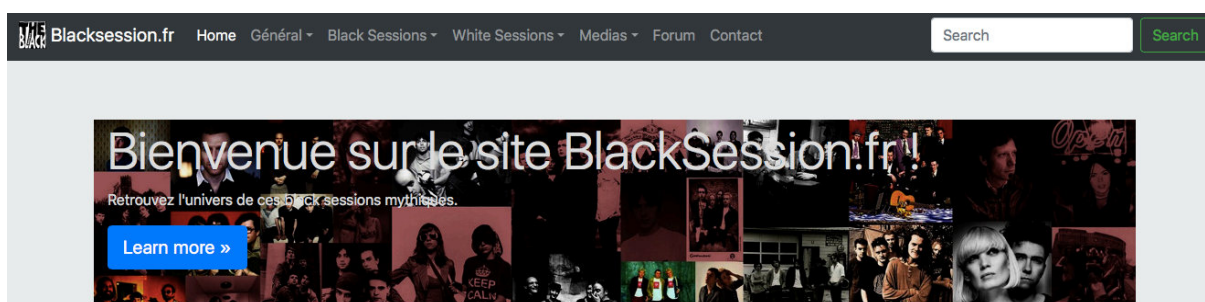 THE BLACK Blacksession.fr Home Général Black Sessions White Sessions Medias Forum Contact Search Search
Bienvenue sur le site BlackSession.fr !
Retrouvez l'univers de ces black sessions mythiques.
Learn more »
KEEP
CALM